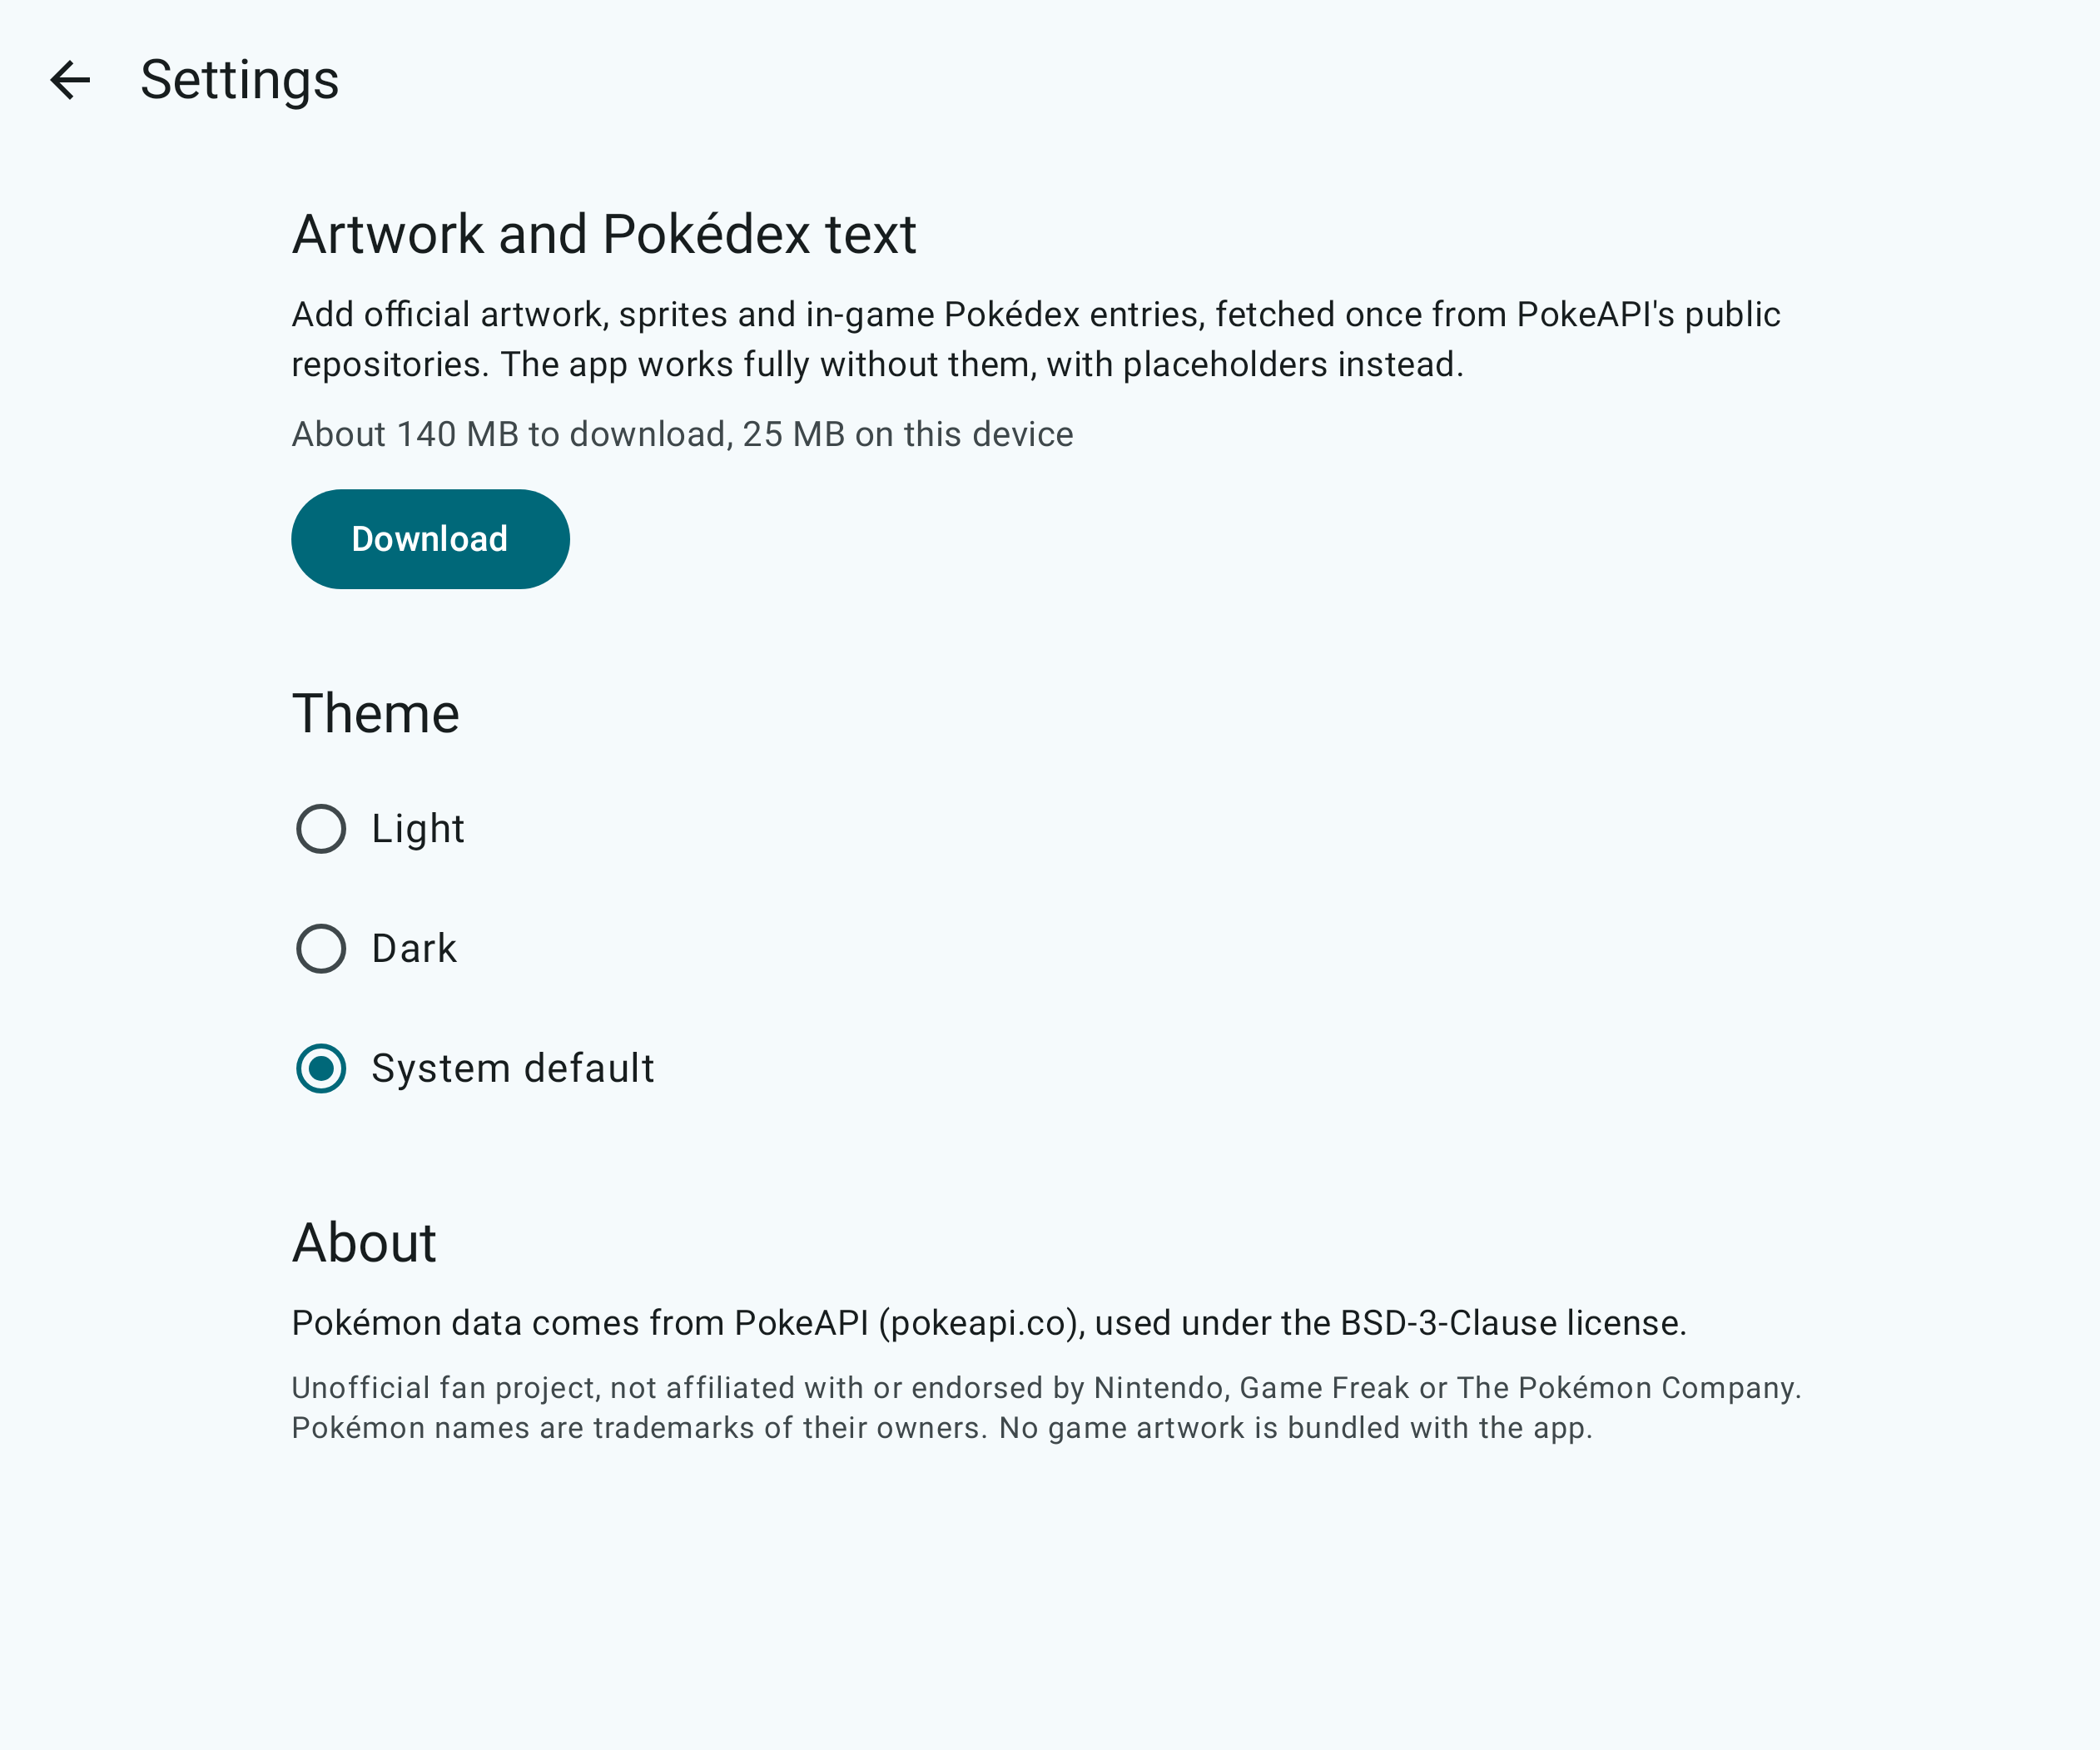 Settings
Artwork and Pokédex text
Add official artwork, sprites and in-game Pokédex entries, fetched once from PokeAPI's public
repositories. The app works fully without them, with placeholders instead.
About 140 MB to download, 25 MB on this device
Download
Theme
Light
Dark
System default
About
Pokémon data comes from PokeAPI (pokeapi.co), used under the BSD-3-Clause license.
Unofficial fan project, not affiliated with or endorsed by Nintendo, Game Freak or The Pokémon Company.
Pokémon names are trademarks of their owners. No game artwork is bundled with the app.